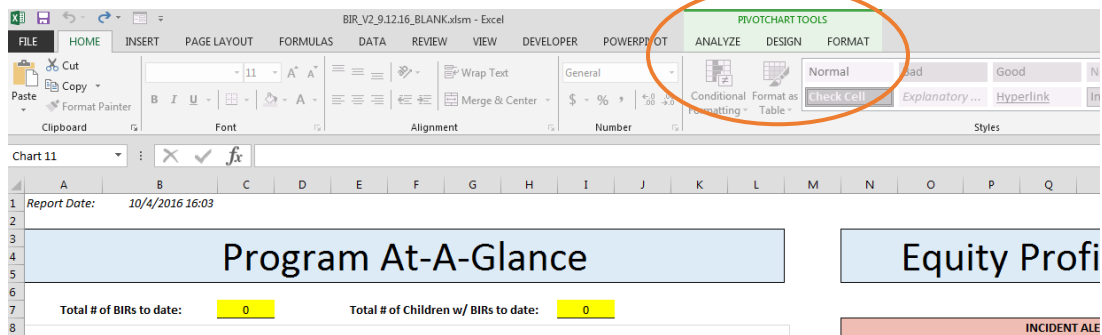 BIR_V2_9.12.16_BLANK.xlsm - Excel
PIVOTCHART TOOLS
FILE HOME INSERT PAGE LAYOUT FORMULAS DATA REVIEW VIEW DEVELOPER POWERPIVOT ANALYZE DESIGN FORMAT
Cut
Copy
Format Painter
Paste
11
A A
B I U
A
Wrap Text
Merge & Center
General
$ % ,
Conditional Formatting
Format as Table
Normal Bad Good
Check Cell Explanatory ... Hyperlink
Clipboard Font Alignment Number Styles
Chart 11 fx
A B C D E F G H I J K L M N O P Q
1 Report Date: 10/4/2016 16:03
2
3
4 Program At-A-Glance Equity Profi
5
6
7 Total # of BIRs to date: 0 Total # of Children w/ BIRs to date: 0
8 INCIDENT ALE